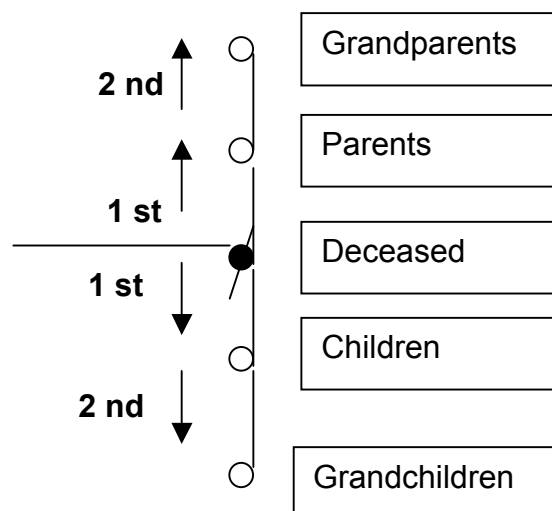 Grandparents
2 nd
Parents
1 st
Deceased
1 st
Children
2 nd
Grandchildren